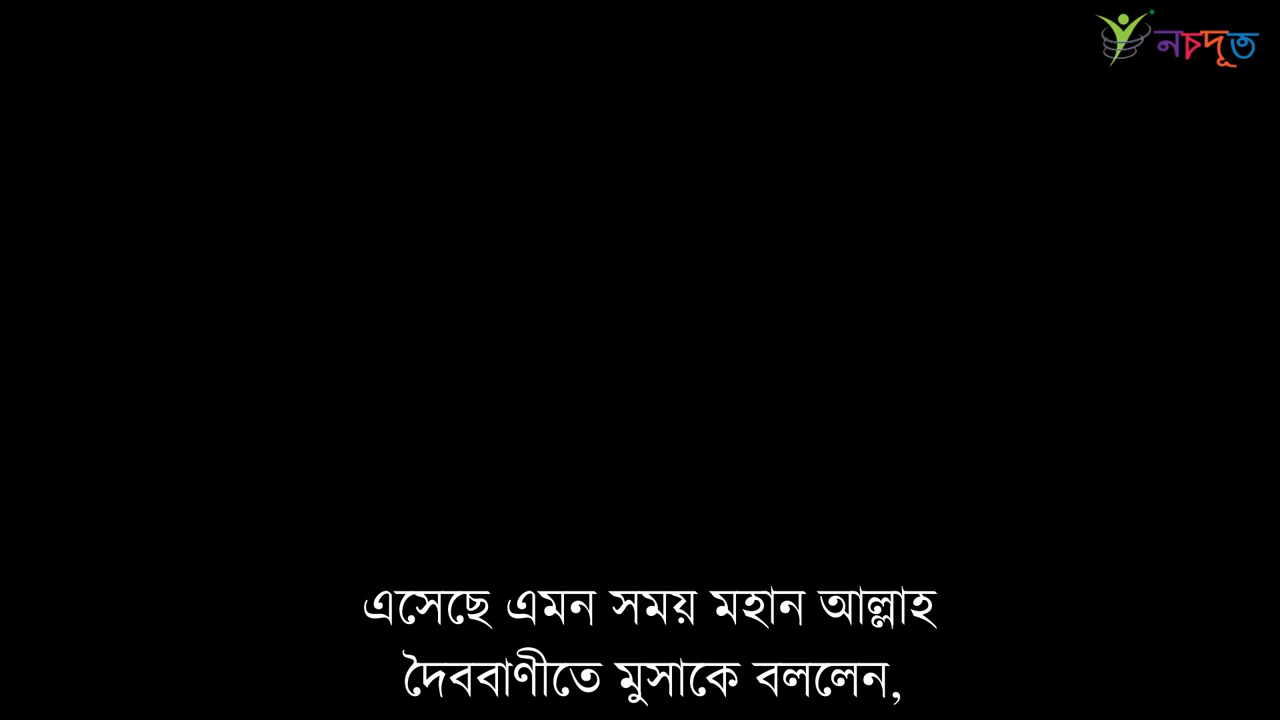 নচদূত
এসেছে এমন সময় মহান আল্লাহ
দৈববাণীতে মুসাকে বললেন,